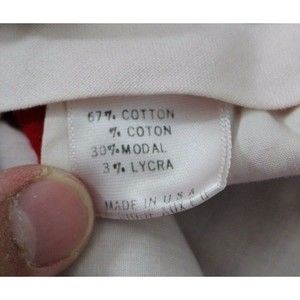 67% COTTON
% COTON
30% MODAL
3% LYCRA
MADE IN U.S.A